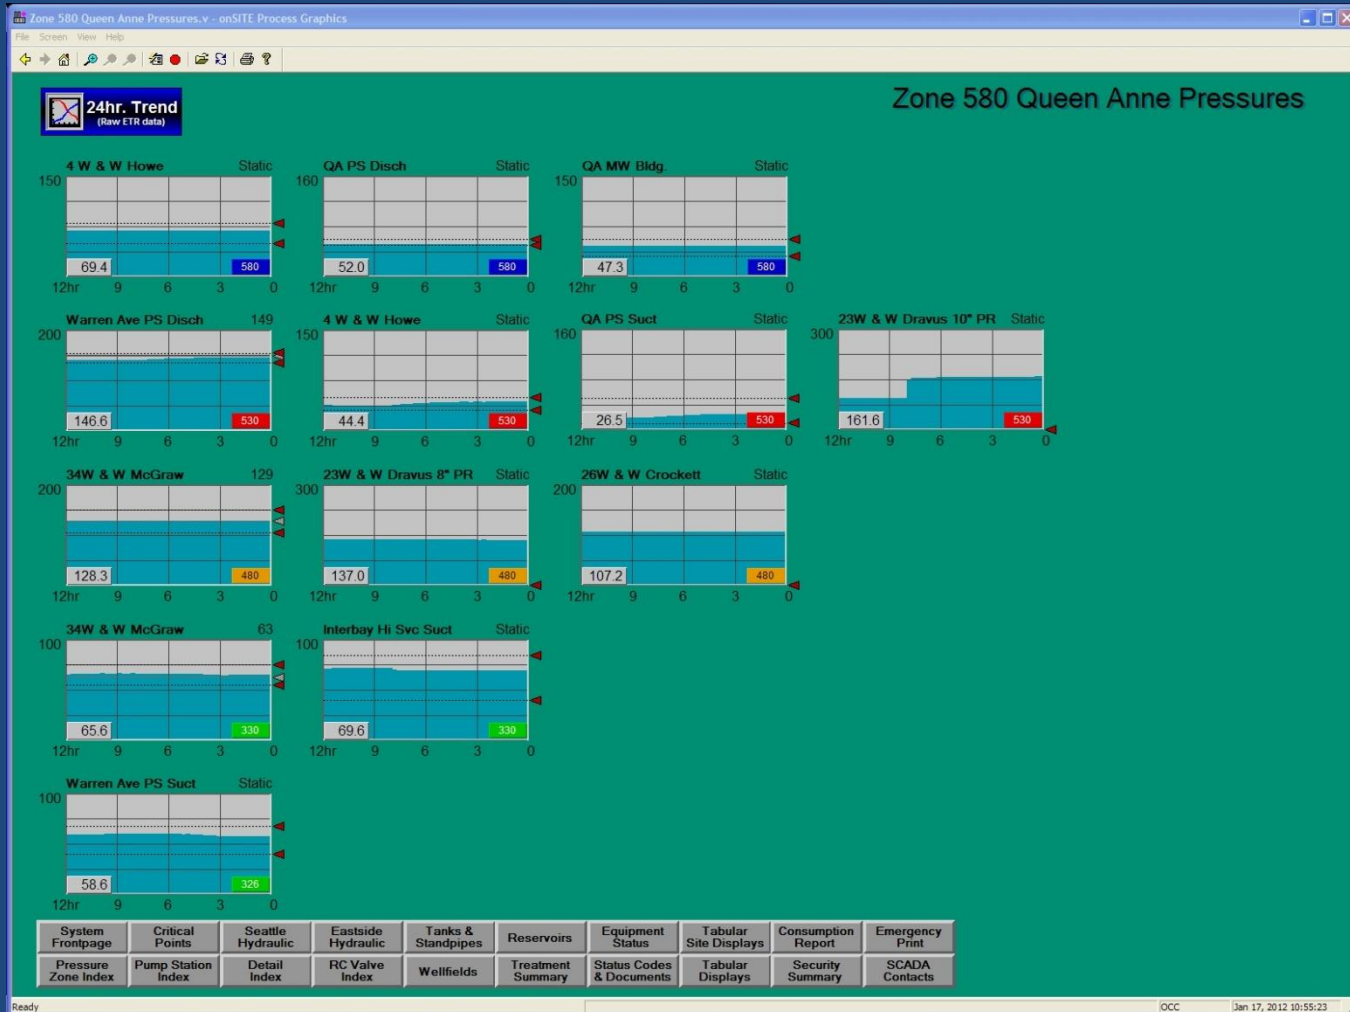 Zone 580 Queen Anne Pressures.v - onSITE Process Graphics
File Screen View Help
24hr. Trend
(Raw ETR data)
Zone 580 Queen Anne Pressures
4 W & W Howe Static
150
69.4 580
12hr 9 6 3 0
QA PS Disch Static
160
52.0 580
12hr 9 6 3 0
QA MW Bldg. Static
150
47.3 580
12hr 9 6 3 0
Warren Ave PS Disch 149
200
146.6 530
12hr 9 6 3 0
4 W & W Howe Static
150
44.4 530
12hr 9 6 3 0
QA PS Suct Static
160
26.5 530
12hr 9 6 3 0
23W & W Dravus 10" PR Static
300
161.6 530
12hr 9 6 3 0
34W & W McGraw 129
200
128.3 480
12hr 9 6 3 0
23W & W Dravus 8" PR Static
300
137.0 480
12hr 9 6 3 0
26W & W Crockett Static
200
107.2 480
12hr 9 6 3 0
34W & W McGraw 63
100
65.6 330
12hr 9 6 3 0
Interbay Hi Svc Suct Static
100
69.6 330
12hr 9 6 3 0
Warren Ave PS Suct Static
100
58.6 326
12hr 9 6 3 0
System Frontpage
Critical Points
Seattle Hydraulic
Eastside Hydraulic
Tanks & Standpipes
Reservoirs
Equipment Status
Tabular Site Displays
Consumption Report
Emergency Print
Pressure Zone Index
Pump Station Index
Detail Index
RC Valve Index
Wellfields
Treatment Summary
Status Codes & Documents
Tabular Displays
Security Summary
SCADA Contacts
Ready OCC Jan 17, 2012 10:55:23